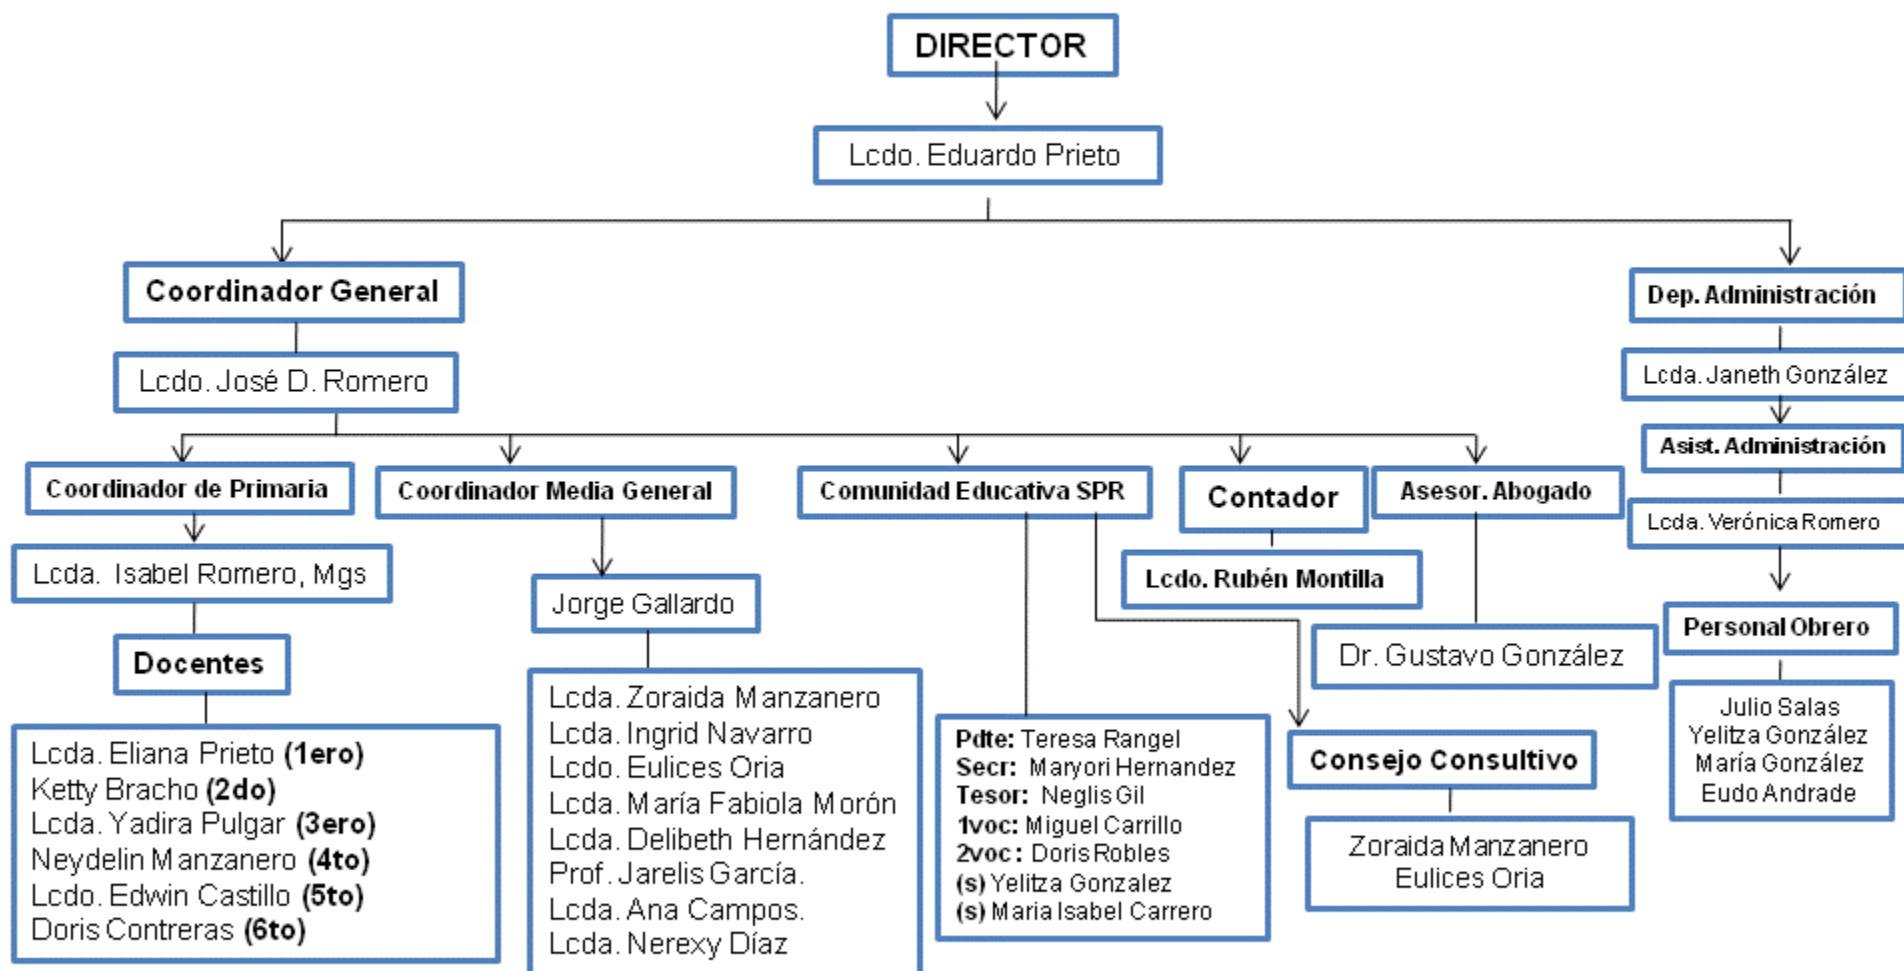 DIRECTOR
Lcdo. Eduardo Prieto
Coordinador General
Lcdo. José D. Romero
Dep. Administración
Lcda. Janeth González
Asist. Administración
Lcda. Verónica Romero
Personal Obrero
Julio Salas
Yelitza González
María González
Eudo Andrade
Coordinador de Primaria
Lcda. Isabel Romero, Mgs
Docentes
Lcda. Eliana Prieto (1ero)
Ketty Bracho (2do)
Lcda. Yadira Pulgar (3ero)
Neydelin Manzanero (4to)
Lcdo. Edwin Castillo (5to)
Doris Contreras (6to)
Coordinador Media General
Jorge Gallardo
Lcda. Zoraida Manzanero
Lcda. Ingrid Navarro
Lcdo. Eulices Oria
Lcda. María Fabiola Morón
Lcda. Delibeth Hernández
Prof. Jarelis García.
Lcda. Ana Campos.
Lcda. Nerexy Díaz
Comunidad Educativa SPR
Pdte: Teresa Rangel
Secr: Maryori Hernandez
Tesor: Neglis Gil
1voc: Miguel Carrillo
2voc: Doris Robles
(s) Yelitza Gonzalez
(s) Maria Isabel Carrero
Consejo Consultivo
Zoraida Manzanero
Eulices Oria
Contador
Lcdo. Rubén Montilla
Asesor. Abogado
Dr. Gustavo González